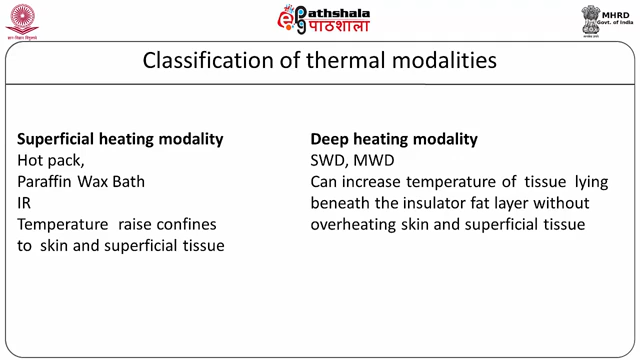 Pathshala
पाठशाला
MHRD
Govt. of India
Classification of thermal modalities
Superficial heating modality
Hot pack,
Paraffin Wax Bath
IR
Temperature raise confines
to skin and superficial tissue
Deep heating modality
SWD, MWD
Can increase temperature of tissue lying
beneath the insulator fat layer without
overheating skin and superficial tissue